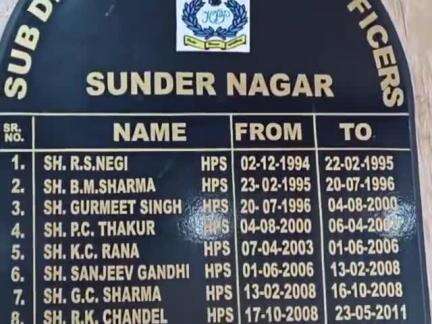 SUB D FFICERS
SUNDER NAGAR
SR. NO. NAME FROM TO
1. SH. R.S.NEGI HPS 02-12-1994 22-02-1995
2. SH. B.M.SHARMA HPS 23-02-1995 20-07-1996
3. SH. GURMEET SINGH HPS 20-07-1996 04-08-2000
4. SH. P.C. THAKUR HPS 04-08-2000 06-04-200
5. SH. K.C. RANA HPS 07-04-2003 01-06-2006
6. SH. SANJEEV GANDHI HPS 01-06-2006 13-02-2008
7. SH. G.C. SHARMA HPS 13-02-2008 16-10-2008
8. SH. R.K. CHANDEL HPS 17-10-2008 23-05-2011